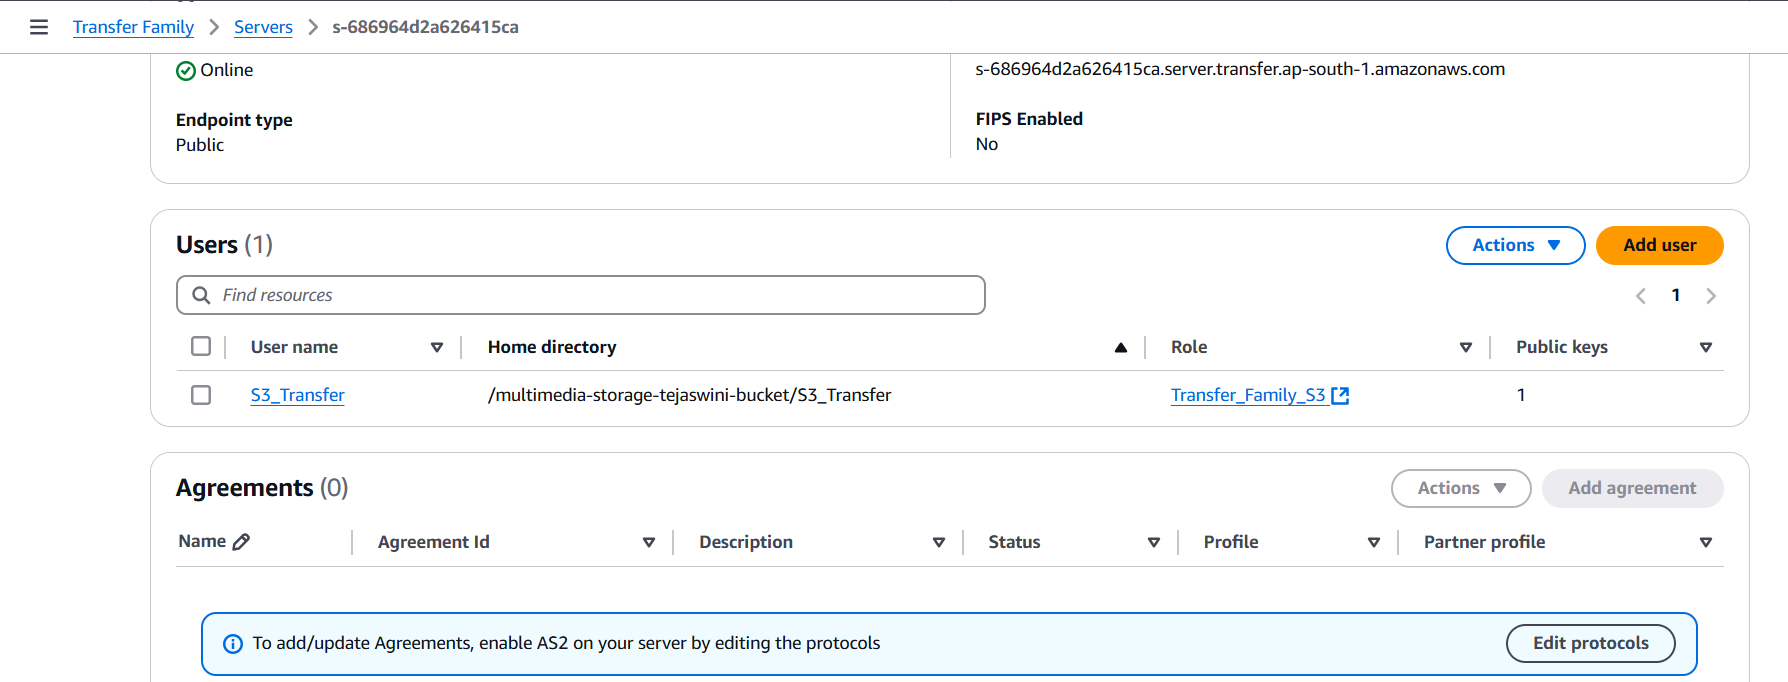 Transfer Family > Servers > s-686964d2a626415ca
Online
s-686964d2a626415ca.server.transfer.ap-south-1.amazonaws.com
Endpoint type
Public
FIPS Enabled
No
Users (1)
Actions
Add user
Find resources
1
User name
Home directory
Role
Public keys
S3_Transfer
/multimedia-storage-tejaswini-bucket/S3_Transfer
Transfer_Family_S3
1
Agreements (0)
Actions
Add agreement
Name
Agreement Id
Description
Status
Profile
Partner profile
To add/update Agreements, enable AS2 on your server by editing the protocols
Edit protocols